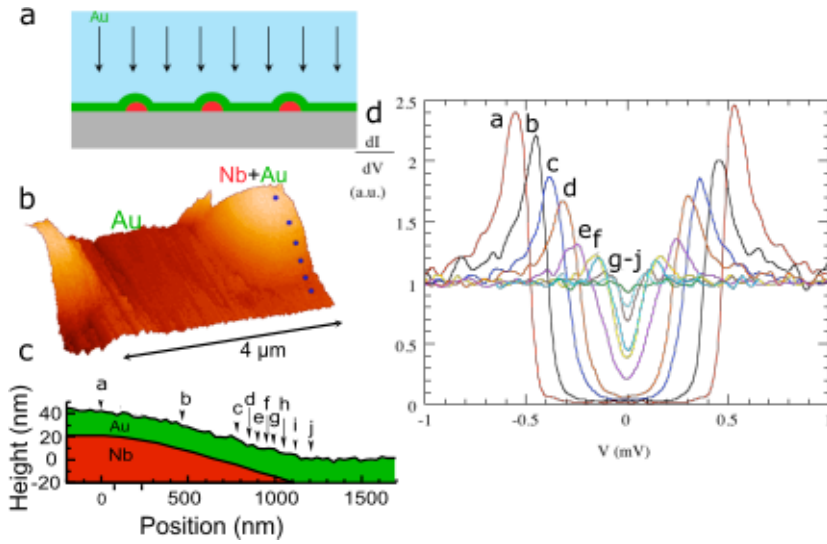 a
Au
b
Nb+Au
Au
4 µm
c
a
b
c
d
e
f
g
h
i
j
Au
Nb
40
20
0
-20
Height (nm)
0
500
1000
1500
Position (nm)
d
dI
dV
(a.u.)
2.5
2
1.5
1
0.5
0
a
b
c
d
e
f
g-j
-1
-0.5
0
0.5
1
V (mV)